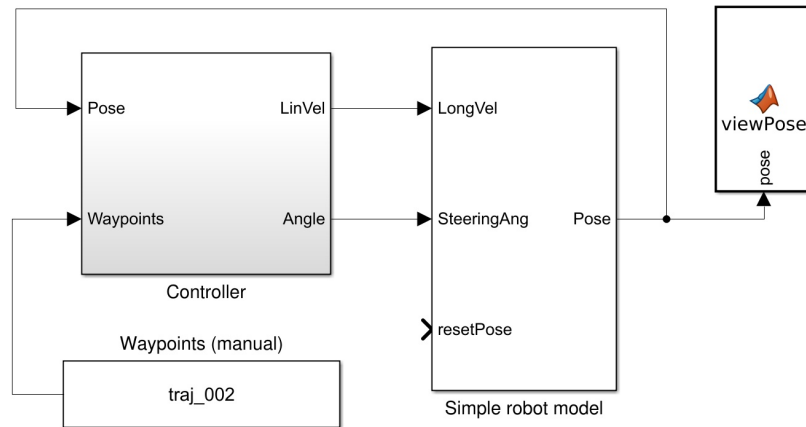 Pose
LinVel
LongVel
viewPose
pose
Waypoints
Angle
SteeringAng
Pose
Controller
resetPose
Waypoints (manual)
traj_002
Simple robot model